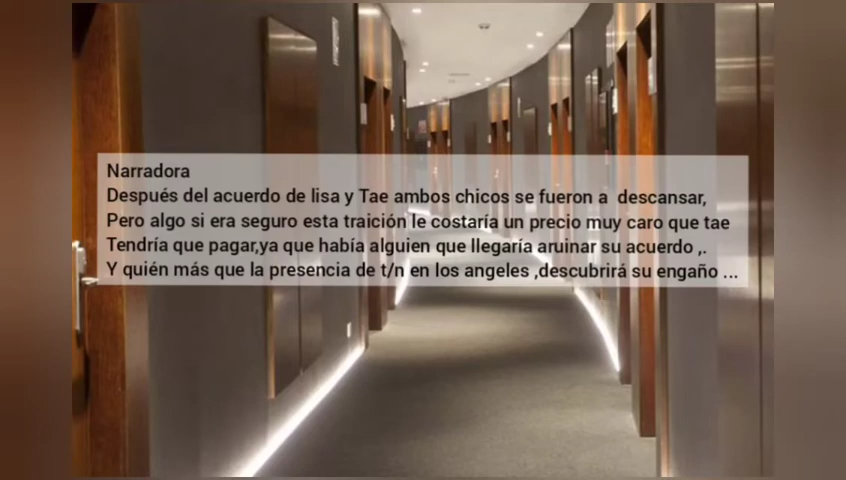 Narradora
Después del acuerdo de lisa y Tae ambos chicos se fueron a descansar,
Pero algo si era seguro esta traición le costaría un precio muy caro que tae
Tendría que pagar,ya que había alguien que llegaría aruinar su acuerdo ,.
Y quién más que la presencia de t/n en los angeles ,descubrirá su engaño ...